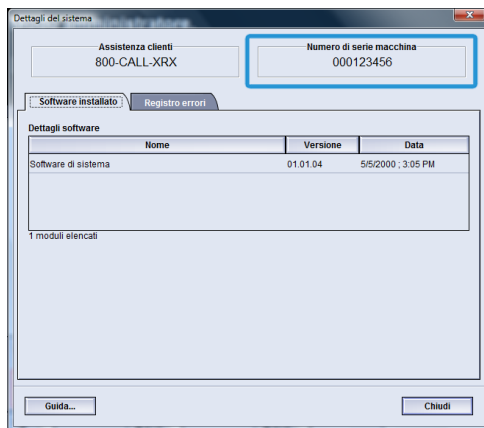 Dettagli del sistema
Assistenza clienti
800-CALL-XRX
Numero di serie macchina
000123456
Software installato
Registro errori
Dettagli software
Nome Versione Data
Software di sistema 01.01.04 5/5/2000 ; 3:05 PM
1 moduli elencati
Guida...
Chiudi